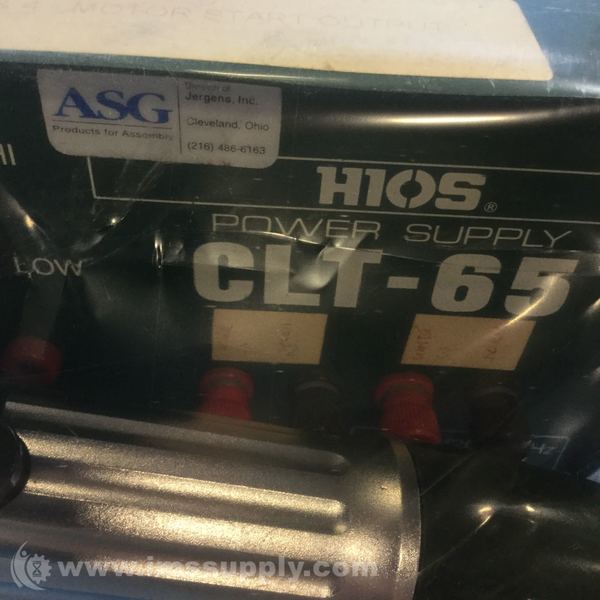 MOTOR START OUTPUT
ASG
Products for Assembly
Division of
Jergens, Inc.
Cleveland, Ohio
(216) 486-6163
HI
HIOS®
POWER SUPPLY
LOW
CLT-65
www.imssupply.com